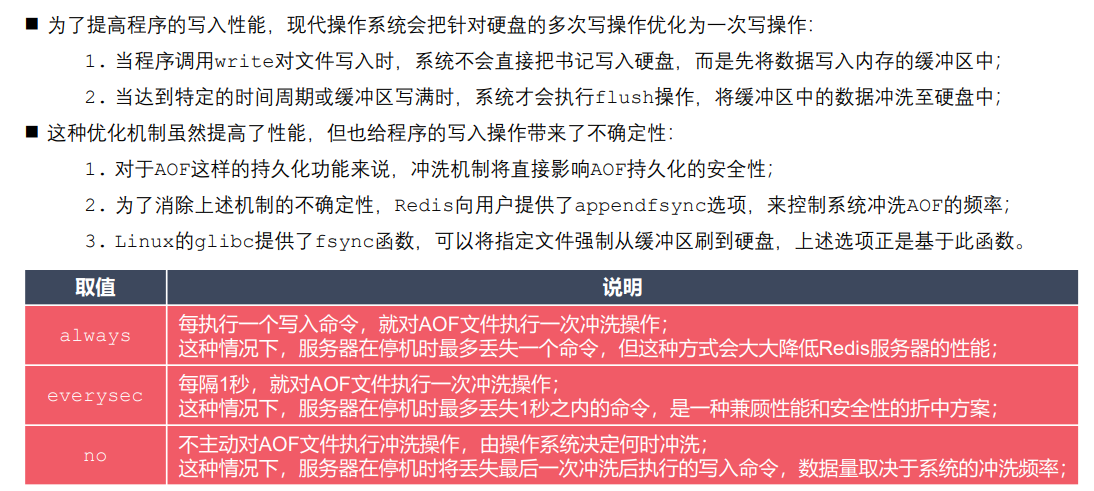 ■ 为了提高程序的写入性能，现代操作系统会把针对硬盘的多次写操作优化为一次写操作：
1. 当程序调用write对文件写入时，系统不会直接把书记写入硬盘，而是先将数据写入内存的缓冲区中；
2. 当达到特定的时间周期或缓冲区写满时，系统才会执行flush操作，将缓冲区中的数据冲洗至硬盘中；
■ 这种优化机制虽然提高了性能，但也给程序的写入操作带来了不确定性：
1. 对于AOF这样的持久化功能来说，冲洗机制将直接影响AOF持久化的安全性；
2. 为了消除上述机制的不确定性，Redis向用户提供了appendfsync选项，来控制系统冲洗AOF的频率；
3. Linux的glibc提供了fsync函数，可以将指定文件强制从缓冲区刷到硬盘，上述选项正是基于此函数。
取值 说明
always
每执行一个写入命令，就对AOF文件执行一次冲洗操作；
这种情况下，服务器在停机时最多丢失一个命令，但这种方式会大大降低Redis服务器的性能；
everysec
每隔1秒，就对AOF文件执行一次冲洗操作；
这种情况下，服务器在停机时最多丢失1秒之内的命令，是一种兼顾性能和安全性的折中方案；
no
不主动对AOF文件执行冲洗操作，由操作系统决定何时冲洗；
这种情况下，服务器在停机时将丢失最后一次冲洗后执行的写入命令，数据量取决于系统的冲洗频率；